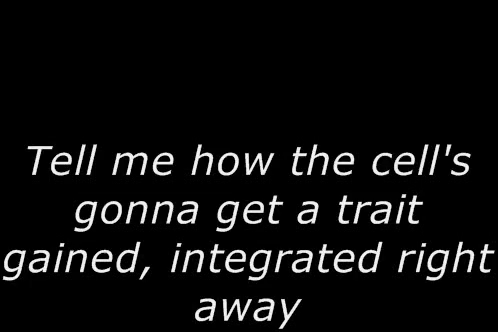 Tell me how the cell's
gonna get a trait
gained, integrated right
away